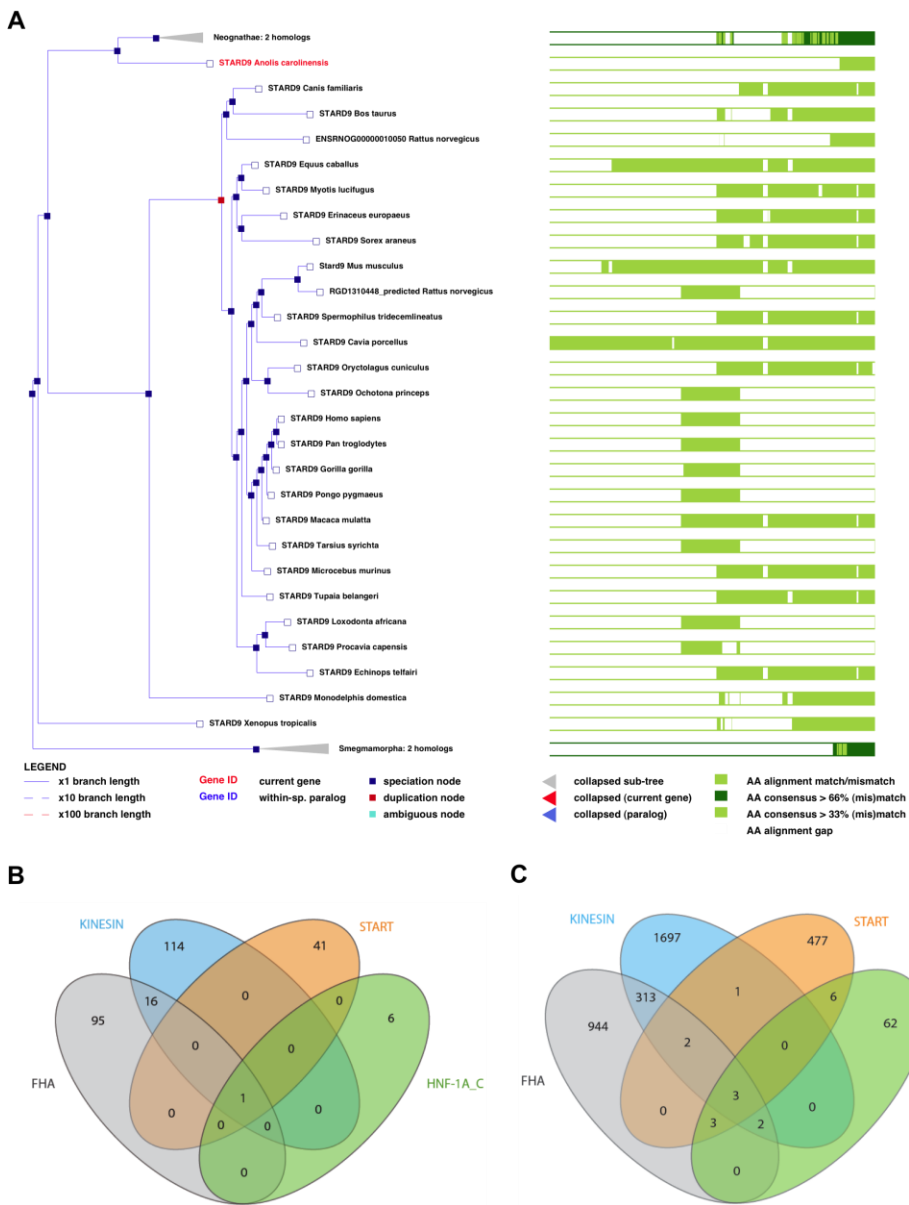 A
Neognathae: 2 homologs
STARD9 Anolis carolinensis
STARD9 Canis familiaris
STARD9 Bos taurus
ENSRNOG00000010050 Rattus norvegicus
STARD9 Equus caballus
STARD9 Myotis lucifugus
STARD9 Erinaceus europaeus
STARD9 Sorex araneus
Stard9 Mus musculus
RGD1310448_predicted Rattus norvegicus
STARD9 Spermophilus tridecemlineatus
STARD9 Cavia porcellus
STARD9 Oryctolagus cuniculus
STARD9 Ochotona princeps
STARD9 Homo sapiens
STARD9 Pan troglodytes
STARD9 Gorilla gorilla
STARD9 Pongo pygmaeus
STARD9 Macaca mulatta
STARD9 Tarsius syrichta
STARD9 Microcebus murinus
STARD9 Tupaia belangeri
STARD9 Loxodonta africana
STARD9 Procavia capensis
STARD9 Echinops telfairi
STARD9 Monodelphis domestica
STARD9 Xenopus tropicalis
Smegmamorpha: 2 homologs
LEGEND
x1 branch length
x10 branch length
x100 branch length
Gene ID current gene
Gene ID within-sp. paralog
speciation node
duplication node
ambiguous node
collapsed sub-tree
collapsed (current gene)
collapsed (paralog)
AA alignment match/mismatch
AA consensus > 66% (mis)match
AA consensus > 33% (mis)match
AA alignment gap
B
KINESIN
START
114
41
95
16
0
0
6
0
0
FHA
HNF-1A_C
1
0
0
0
0
0
C
KINESIN
START
1697
477
944
313
1
6
62
2
0
FHA
3
0
3
2
0
0